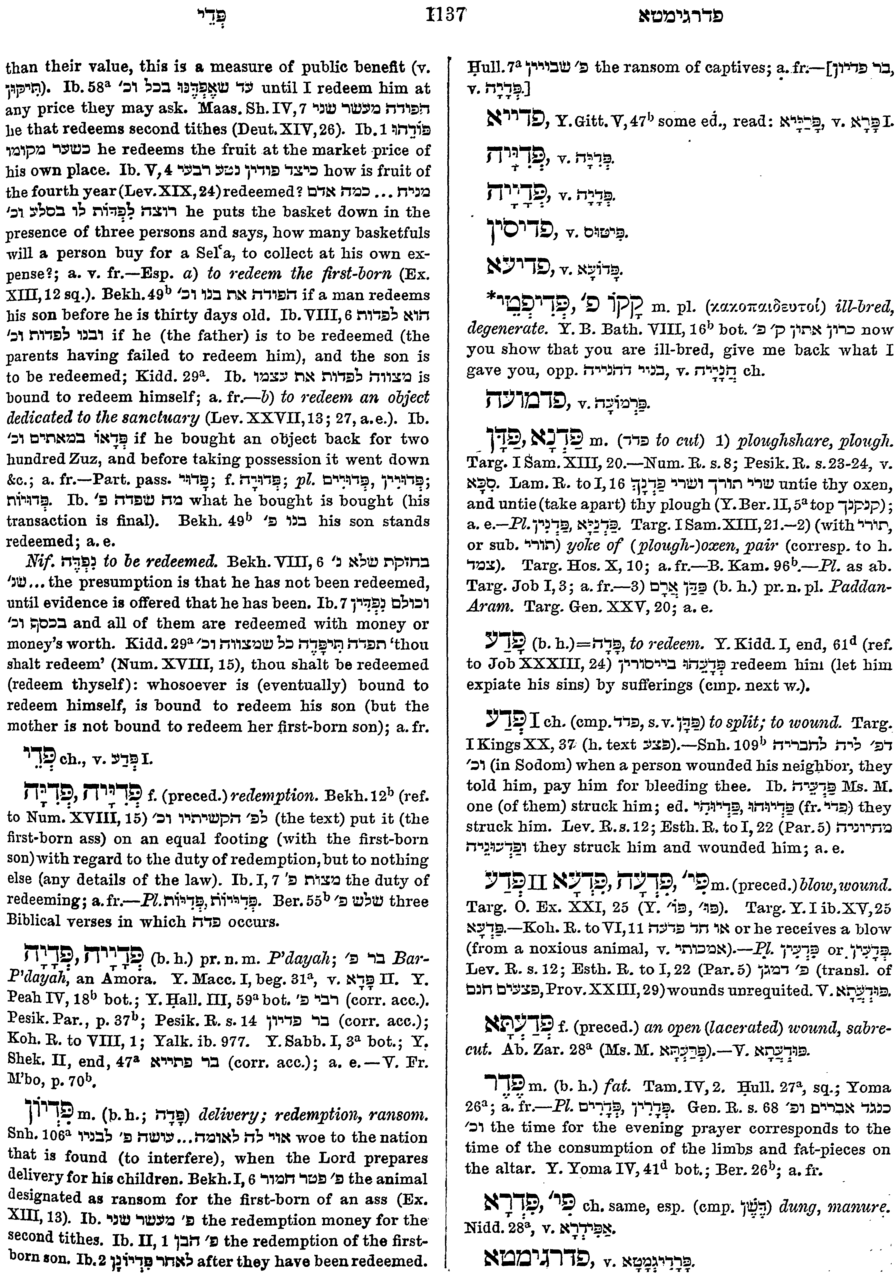 פְּדֵי
1137
פדרגימטא
than their value, this is a measure of public benefit (v.
תִּיקּוּן). Ib. 58ᵃ עד שֶׁאֶפְדֶּנּוּ בכל וכ' until I redeem him at
any price they may ask. Maas. Sh. IV, 7 הפודה מעשר שני
he that redeems second tithes (Deut. XIV, 26). Ib. 1 פּוֹדֵהוּ
כשער מקומו he redeems the fruit at the market price of
his own place. Ib. V, 4 כיצד פודין נטע רבעי how is fruit of
the fourth year (Lev. XIX, 24) redeemed? מניח ... כמה אדם
רוצה לִפְדּוֹת לו בסלע וכ' he puts the basket down in the
presence of three persons and says, how many basketfuls
will a person buy for a Selᶜa, to collect at his own ex-
pense?; a. v. fr.—Esp. a) to redeem the first-born (Ex.
XIII, 12 sq.). Bekh. 49ᵇ הפודה את בנו וכ' if a man redeems
his son before he is thirty days old. Ib. VIII, 6 הוא לפדות
ובנו לפדות וכ' if he (the father) is to be redeemed (the
parents having failed to redeem him), and the son is
to be redeemed; Kidd. 29ᵃ. Ib. מצווה לפדות את עצמו is
bound to redeem himself; a. fr.—b) to redeem an object
dedicated to the sanctuary (Lev. XXVII, 13; 27, a. e.). Ib.
פְּדָאוֹ במאתים וכ' if he bought an object back for two
hundred Zuz, and before taking possession it went down
&c.; a. fr.—Part. pass. פָּדוּי; f. פְּדוּיָה; pl. פְּדוּיִים, פְּדוּיִין;
פְּדוּיוֹת. Ib. מה שפדה פ' what he bought is bought (his
transaction is final). Bekh. 49ᵇ בנו פ' his son stands
redeemed; a. e.
Nif. נִפְדֶּה to be redeemed. Bekh. VIII, 6 בחזקת שלא נ'
שנ' ... the presumption is that he has not been redeemed,
until evidence is offered that he has been. Ib. 7 וכולם נִפְדִּין
בכסף וכ' and all of them are redeemed with money or
money's worth. Kidd. 29ᵃ תפדה תִּיפָּדֶה כל שמצווה וכ' 'thou
shalt redeem' (Num. XVIII, 15), thou shalt be redeemed
(redeem thyself): whosoever is (eventually) bound to
redeem himself, is bound to redeem his son (but the
mother is not bound to redeem her first-born son); a. fr.
פְּדֵי ch., v. פְּדַע I.
פְּדִיָּה, פְּדִיָּיה f. (preced.) redemption. Bekh. 12ᵇ (ref.
to Num. XVIII, 15) לפ' הקשיתיו וכ' (the text) put it (the
first-born ass) on an equal footing (with the first-born
son) with regard to the duty of redemption, but to nothing
else (any details of the law). Ib. I, 7 מצות פ' the duty of
redeeming; a. fr.—Pl. פְּדִיּוֹת, פְּדִיּיוֹת. Ber. 55ᵇ שלש פ' three
Biblical verses in which פדה occurs.
פְּדָיָה, פְּדָיָיה (b. h.) pr. n. m. P'dayah; בר פ' Bar-
P'dayah, an Amora. Y. Macc. I, beg. 31ᵃ, v. פָּדָא II. Y.
Peah IV, 18ᵇ bot.; Y. Ḥall. III, 59ᵃ bot. רבי פ' (corr. acc.).
Pesik. Par., p. 37ᵇ; Pesik. R. s. 14 בר פדיון (corr. acc.);
Koh. R. to VIII, 1; Yalk. ib. 977. Y. Sabb. I, 3ᵃ bot.; Y.
Shek. II, end, 47ᵃ בר פתייא (corr. acc.); a. e.—V. Fr.
M'bo, p. 70ᵇ.
פִּדְיוֹן m. (b. h.; פָּדָה) delivery; redemption, ransom.
Snh. 106ᵃ אוי לה לאומה ... עושה פ' לבניו woe to the nation
that is found (to interfere), when the Lord prepares
delivery for his children. Bekh. I, 6 פ' פטר חמור the animal
designated as ransom for the first-born of an ass (Ex.
XIII, 13). Ib. פ' מעשר שני the redemption money for the
second tithes. Ib. II, 1 פ' הבן the redemption of the first-
born son. Ib. 2 לאחר פִּדְיוֹנָן after they have been redeemed.
Ḥull. 7ᵃ פ' שבויין the ransom of captives; a. fr.—[בר פדיון,
v. פְּדָיָה.]
פדייא, Y. Gitt. V, 47ᵇ some ed., read: פַּרְיָיא, v. פָּרָא I.
פְּדִיָּיה, v. פְּדִיָּה.
פְּדָיָיה, v. פְּדָיָה.
פדיסין, v. פִּיטּוֹס.
פדיעא, v. פַּדּוֹעָא.
*פְּדִיפְטֵי, קָקוֹ פ' m. pl. (κακοπαιδευτοί) ill-bred,
degenerate. Y. B. Bath. VIII, 16ᵇ bot. כרון אתון ק' פ' now
you show that you are ill-bred, give me back what I
gave you, opp. בנוי דהנייה, v. הֲנָיָיה ch.
פדמועה, v. פַּרְמוֹעָה.
פַּדָּן, פַּדְּנָא m. (פדד to cut) 1) ploughshare, plough.
Targ. I Sam. XIII, 20.—Num. R. s. 8; Pesik. R. s. 23-24, v.
סִכָּא. Lam. R. to I, 16 שרי תורך ושרי פַּדְּנָךְ untie thy oxen,
and untie (take apart) thy plough (Y. Ber. II, 5ᵃ top קנקנך);
a. e.—Pl. פַּדְּנִין, פַּדְּנַיָּא. Targ. I Sam. XIII, 21.—2) (with תורי,
or sub. תורי) yoke of (plough-)oxen, pair (corresp. to h.
צמד). Targ. Hos. X, 10; a. fr.—B. Kam. 96ᵇ.—Pl. as ab.
Targ. Job I, 3; a. fr.—3) פַּדַּן אֲרָם (b. h.) pr. n. pl. Paddan-
Aram. Targ. Gen. XXV, 20; a. e.
פָּדַע (b. h.)=פָּדָה, to redeem. Y. Kidd. I, end, 61ᵈ (ref.
to Job XXXIII, 24) פְּדָעֵהוּ בייסורין redeem him (let him
expiate his sins) by sufferings (cmp. next w.).
פְּדַע I ch. (cmp. פדד, s. v. פַּדָּן) to split; to wound. Targ.
I Kings XX, 37 (h. text פצע).—Snh. 109ᵇ דפ' ליה לחבריה
וכ' (in Sodom) when a person wounded his neighbor, they
told him, pay him for bleeding thee. Ib. פַּדְעֵיהּ Ms. M.
one (of them) struck him; ed. פַּדְיוּהִי, פַּדְיוּהוּ (fr. פדי) they
struck him. Lev. R. s. 12; Esth. R. to I, 22 (Par. 5) מחיוניה
וּפַדְעוּנֵיהּ they struck him and wounded him; a. e.
פְּדַע II פִּדְעָא, פִּדְעָה, פִּי' m. (preced.) blow, wound.
Targ. O. Ex. XXI, 25 (Y. פּוֹ', פּוּ'). Targ. Y. I ib. XV, 25
פִּדְעָא.—Koh. R. to VI, 11 או חד פדעה or he receives a blow
(from a noxious animal, v. אמכותי).—Pl. פִּדְעִין or פְּדָעִין.
Lev. R. s. 12; Esth. R. to I, 22 (Par. 5) פ' דמגן (transl. of
פצעים חנם, Prov. XXIII, 29) wounds unrequited. V. פּוּדַעְתָּא.
פְּדַעְתָּא f. (preced.) an open (lacerated) wound, sabre-
cut. Ab. Zar. 28ᵃ (Ms. M. פְּרַעְתָּא).—V. פּוּדַעְתָא.
פֶּדֶר m. (b. h.) fat. Tam. IV, 2. Ḥull. 27ᵃ, sq.; Yoma
26ᵃ; a. fr.—Pl. פְּדָרִים, פְּדָרִין. Gen. R. s. 68 כנגד אברים ופ'
וכ' the time for the evening prayer corresponds to the
time of the consumption of the limbs and fat-pieces on
the altar. Y. Yoma IV, 41ᵈ bot.; Ber. 26ᵇ; a. fr.
פִּדְרָא, פִּי' ch. same, esp. (cmp. דֶּשֶׁן) dung, manure.
Nidd. 28ᵃ, v. אַפִּידְרָא.
פדרגימטא, v. פְּרַדִּיגְמָטָא.